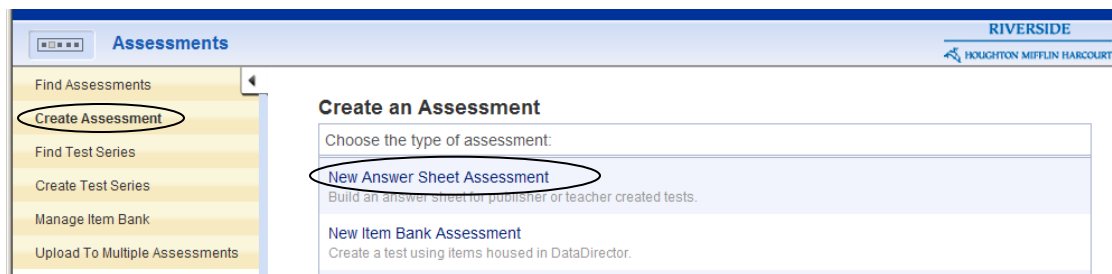 RIVERSIDE
Assessments
HOUGHTON MIFFLIN HARCOURT
Find Assessments
Create Assessment
Find Test Series
Create Test Series
Manage Item Bank
Upload To Multiple Assessments
Create an Assessment
Choose the type of assessment:
New Answer Sheet Assessment
Build an answer sheet for publisher or teacher created tests.
New Item Bank Assessment
Create a test using items housed in DataDirector.